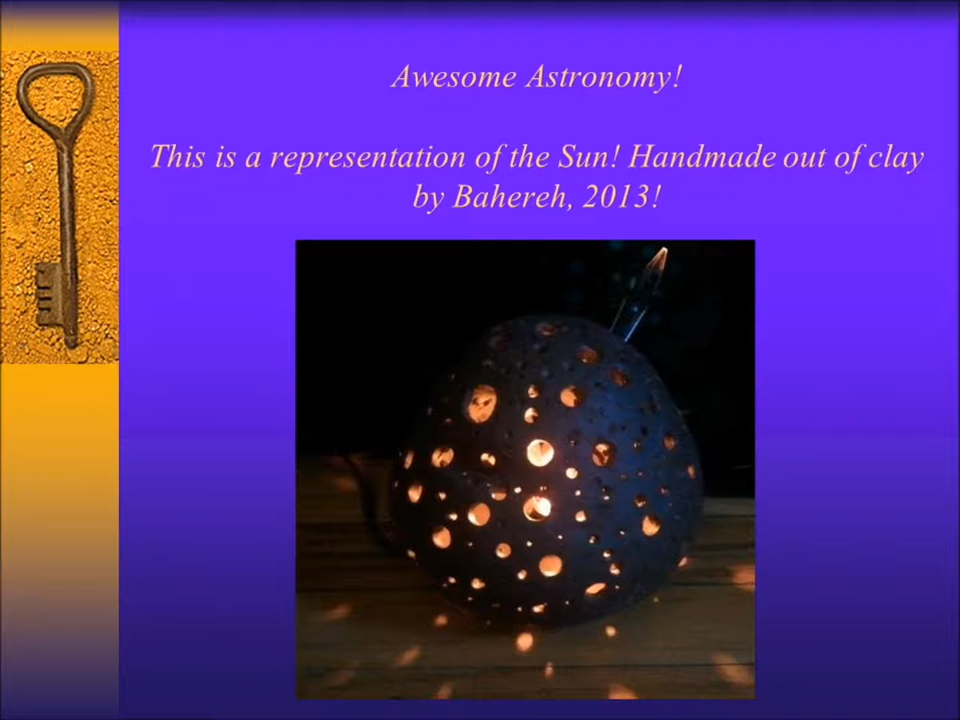 Awesome Astronomy!
This is a representation of the Sun! Handmade out of clay
by Bahereh, 2013!